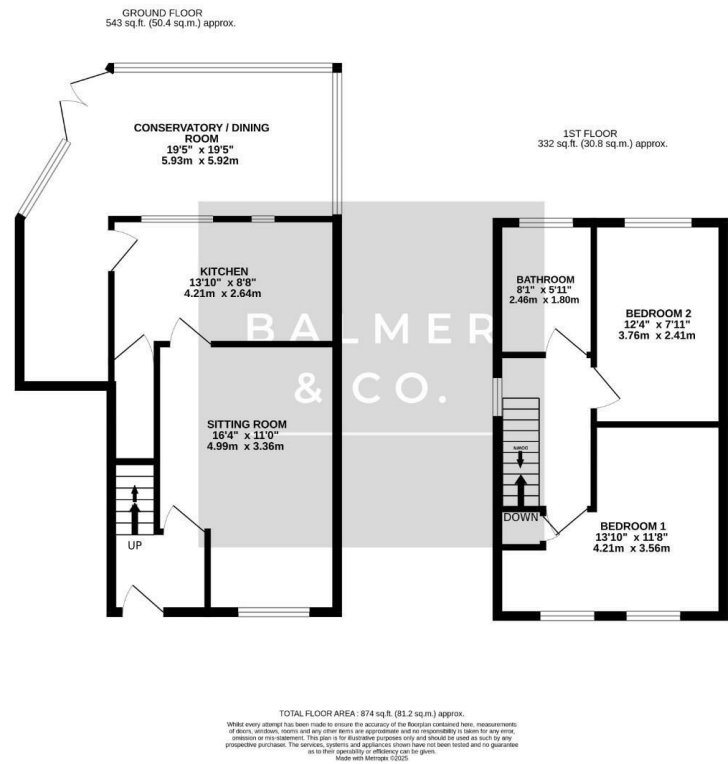 GROUND FLOOR
543 sq.ft. (50.4 sq.m.) approx.
CONSERVATORY / DINING
ROOM
19'5" x 19'5"
5.93m x 5.92m
1ST FLOOR
332 sq.ft. (30.8 sq.m.) approx.
KITCHEN
13'10" x 8'8"
4.21m x 2.64m
BATHROOM
8'1" x 5'11"
2.46m x 1.80m
BEDROOM 2
12'4" x 7'11"
3.76m x 2.41m
BALMER
& CO.
SITTING ROOM
16'4" x 11'0"
4.99m x 3.36m
DOWN
DOWN
UP
BEDROOM 1
13'10" x 11'8"
4.21m x 3.56m
TOTAL FLOOR AREA : 874 sq.ft. (81.2 sq.m.) approx.
Whilst every attempt has been made to ensure the accuracy of the floorplan contained here, measurements
of doors, windows, rooms and any other items are approximate and no responsibility is taken for any error,
omission or mis-statement. This plan is for illustrative purposes only and should be used as such by any
prospective purchaser. The services, systems and appliances shown have not been tested and no guarantee
as to their operability or efficiency can be given.
Made with Metropix ©2025